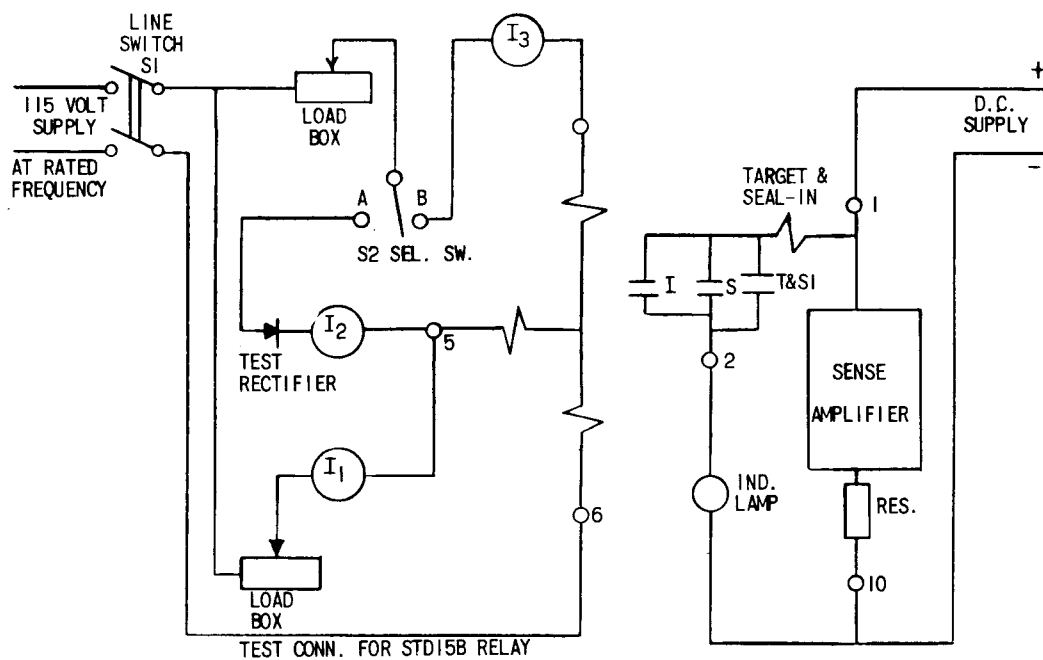 LINE
SWITCH
S1
115 VOLT
SUPPLY
AT RATED
FREQUENCY
LOAD
BOX
I3
A
B
S2 SEL. SW.
I2
5
TEST
RECTIFIER
I1
6
LOAD
BOX
TEST CONN. FOR STD15B RELAY
+
D.C.
SUPPLY
-
TARGET &
SEAL-IN
1
I
S
T&SI
2
SENSE
AMPLIFIER
IND.
LAMP
RES.
10